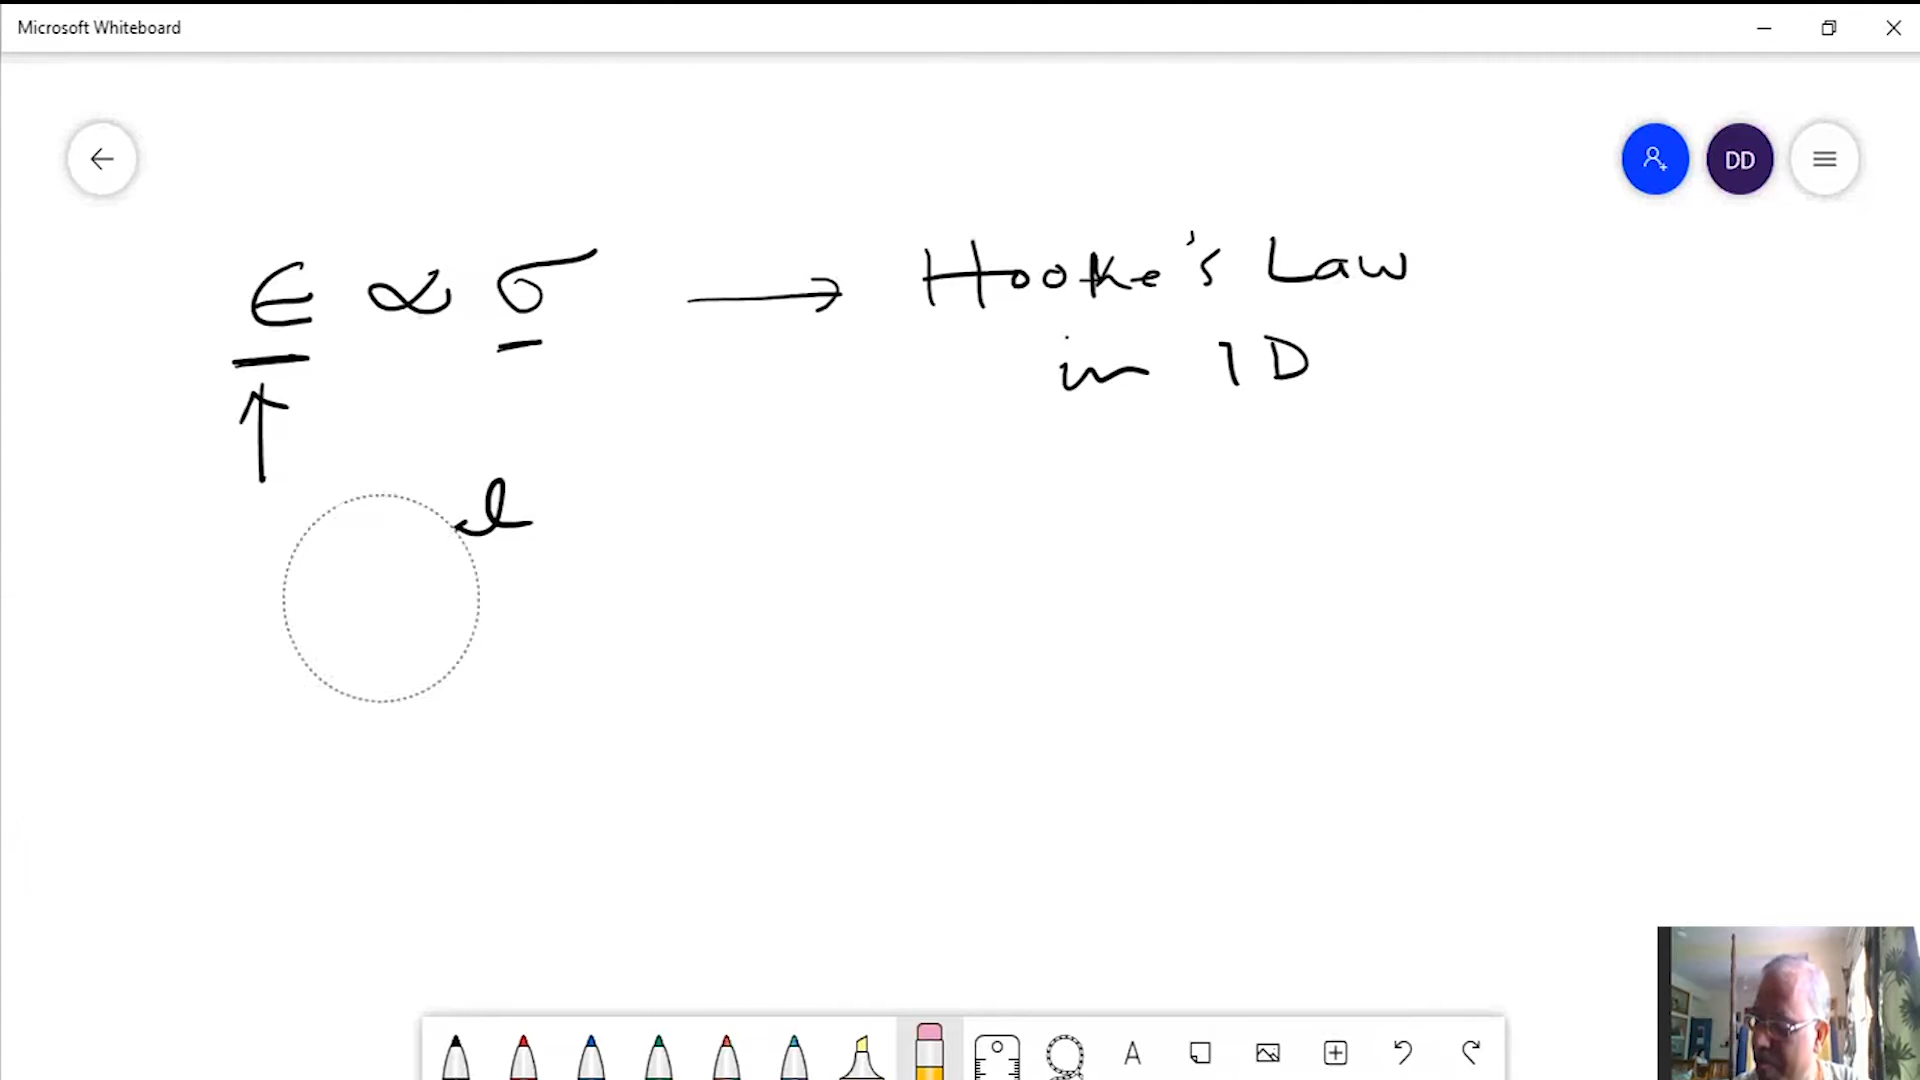 Microsoft Whiteboard
DD
∈ ∝ σ → Hooke's Law
in 1D
l
A